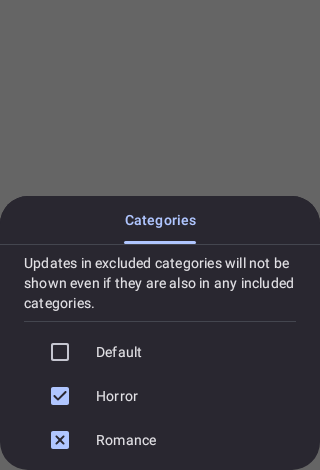 Categories
Updates in excluded categories will not be
shown even if they are also in any included
categories.
Default
Horror
Romance